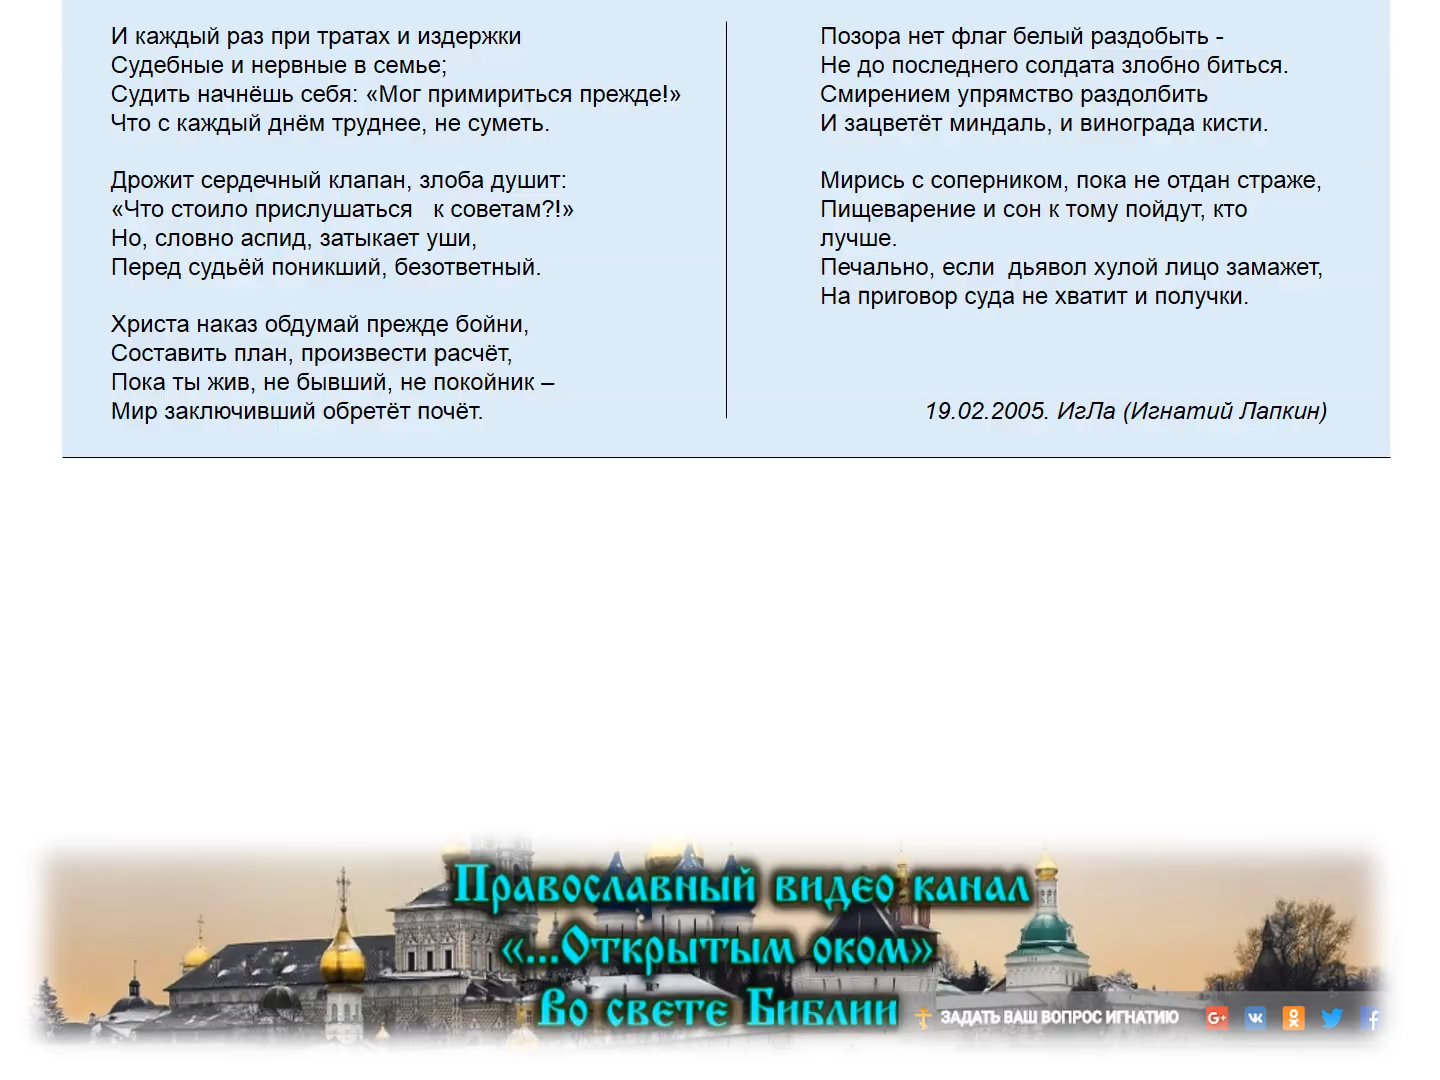 И каждый раз при тратах и издержки
Судебные и нервные в семье;
Судить начнёшь себя: «Мог примириться прежде!»
Что с каждый днём труднее, не суметь.
Дрожит сердечный клапан, злоба душит:
«Что стоило прислушаться к советам?!»
Но, словно аспид, затыкает уши,
Перед судьёй поникший, безответный.
Христа наказ обдумай прежде бойни,
Составить план, произвести расчёт,
Пока ты жив, не бывший, не покойник –
Мир заключивший обретёт почёт.
Позора нет флаг белый раздобыть -
Не до последнего солдата злобно биться.
Смирением упрямство раздолбить
И зацветёт миндаль, и винограда кисти.
Мирись с соперником, пока не отдан страже,
Пищеварение и сон к тому пойдут, кто
лучше.
Печально, если дьявол хулой лицо замажет,
На приговор суда не хватит и получки.
19.02.2005. ИгЛа (Игнатий Лапкин)
Православный видео канал
«...Открытым оком»
Во свете Библии
ЗАДАТЬ ВАШ ВОПРОС ИГНАТИЮ